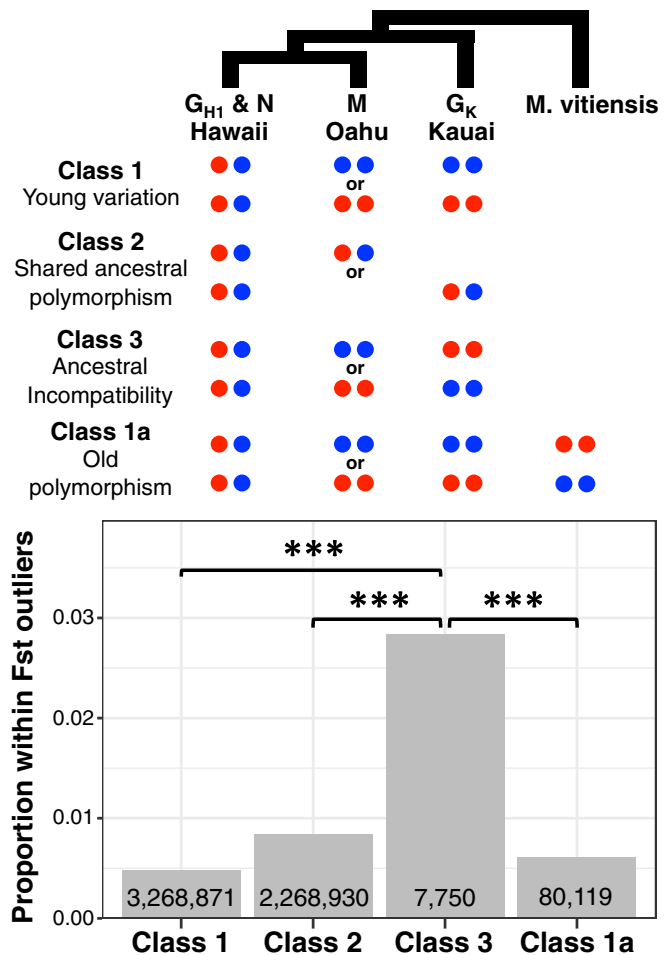 G_H1 & N M G_K M. vitiensis
Hawaii Oahu Kauai
Class 1
or
Young variation
Class 2
Shared ancestral
or
polymorphism
Class 3
Ancestral
or
Incompatibility
Class 1a
Old
or
polymorphism
Proportion within Fst outliers
***
*** ***
0.03
0.02
0.01
0.00
3,268,871 2,268,930 7,750 80,119
Class 1 Class 2 Class 3 Class 1a